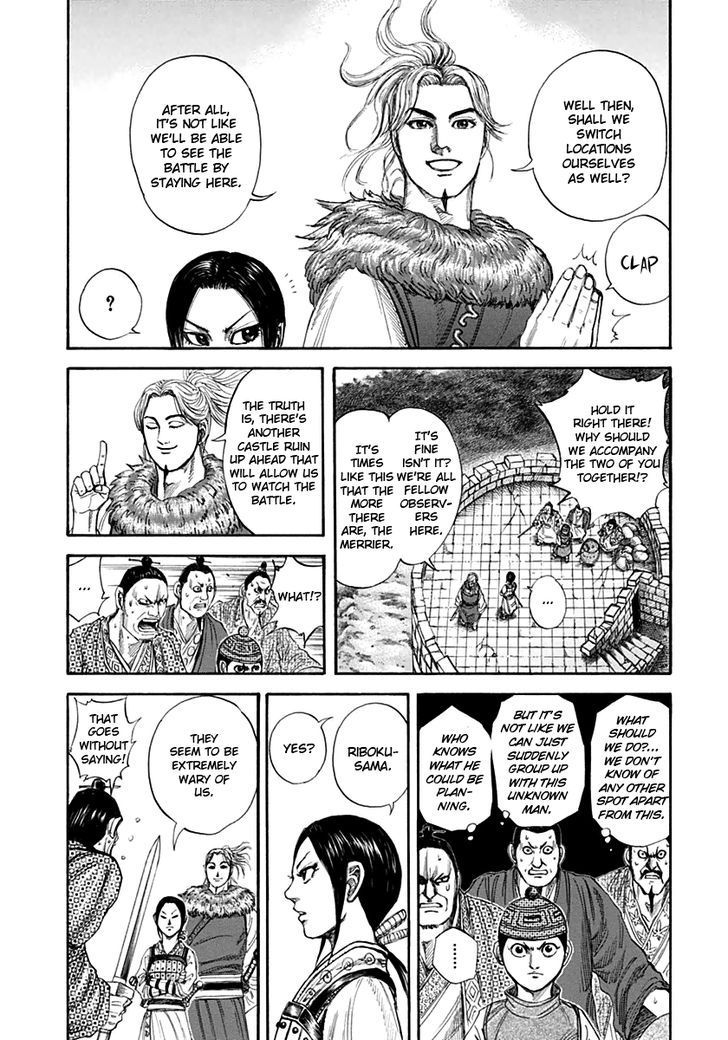 WELL THEN,
SHALL WE
SWITCH
LOCATIONS
OURSELVES
AS WELL?
CLAP
AFTER ALL,
IT'S NOT LIKE
WE'LL BE ABLE
TO SEE THE
BATTLE BY
STAYING HERE.
?
HOLD IT
RIGHT THERE!
WHY SHOULD
WE ACCOMPANY
THE TWO OF YOU
TOGETHER!?
IT'S
FINE
ISN'T IT?
WE'RE ALL
FELLOW
OBSERV-
ERS
HERE.
IT'S
TIMES
LIKE THIS
THAT THE
MORE
THERE
ARE, THE
MERRIER.
...
THE TRUTH
IS, THERE'S
ANOTHER
CASTLE RUIN
UP AHEAD THAT
WILL ALLOW US
TO WATCH THE
BATTLE.
WHAT!?
...
WHAT
SHOULD
WE DO?...
WE DON'T
KNOW OF
ANY OTHER
SPOT APART
FROM THIS.
BUT IT'S
NOT LIKE WE
CAN JUST
SUDDENLY
GROUP UP
WITH THIS
UNKNOWN
MAN.
WHO
KNOWS
WHAT HE
COULD BE
PLAN-
NING.
......
RIBOKU-
SAMA.
YES?
THEY
SEEM TO BE
EXTREMELY
WARY OF
US.
THAT
GOES
WITHOUT
SAYING!